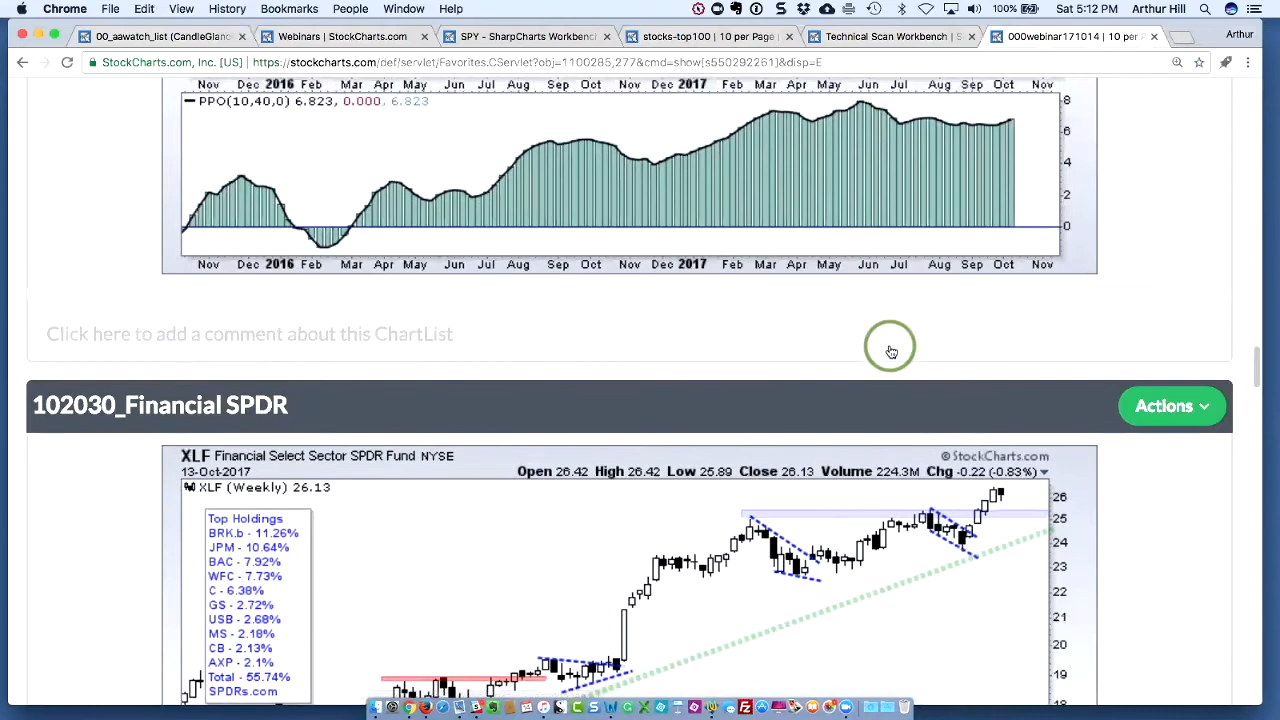 Chrome File Edit View History Bookmarks People Window Help 100% Sat 5:12 PM Arthur Hill
00_aawatch_list (CandleGlanc Webinars | StockCharts.com SPY - SharpCharts Workbenc stocks-top100 | 10 per Page | Technical Scan Workbench | S 000webinar171014 | 10 per P Arthur
StockCharts.com, Inc. [US] https://stockcharts.com/def/servlet/Favorites.CServlet?obj=1100285,277&cmd=show[s50292261]&disp=E
Nov Dec 2016 Feb Mar Apr May Jun Jul Aug Sep Oct Nov Dec 2017 Feb Mar Apr May Jun Jul Aug Sep Oct Nov
PPO(10,40,0) 6.823, 0.000, 6.823
8
6
4
2
0
Nov Dec 2016 Feb Mar Apr May Jun Jul Aug Sep Oct Nov Dec 2017 Feb Mar Apr May Jun Jul Aug Sep Oct Nov
Click here to add a comment about this ChartList
102030_Financial SPDR
Actions
XLF Financial Select Sector SPDR Fund NYSE
© StockCharts.com
13-Oct-2017
Open 26.42 High 26.42 Low 25.89 Close 26.13 Volume 224.3M Chg -0.22 (-0.83%)
XLF (Weekly) 26.13
Top Holdings
BRK.b - 11.26%
JPM - 10.64%
BAC - 7.92%
WFC - 7.73%
C - 6.38%
GS - 2.72%
USB - 2.68%
MS - 2.18%
CB - 2.13%
AXP - 2.1%
Total - 55.74%
SPDRs.com
26
25
24
23
22
21
20
19
18